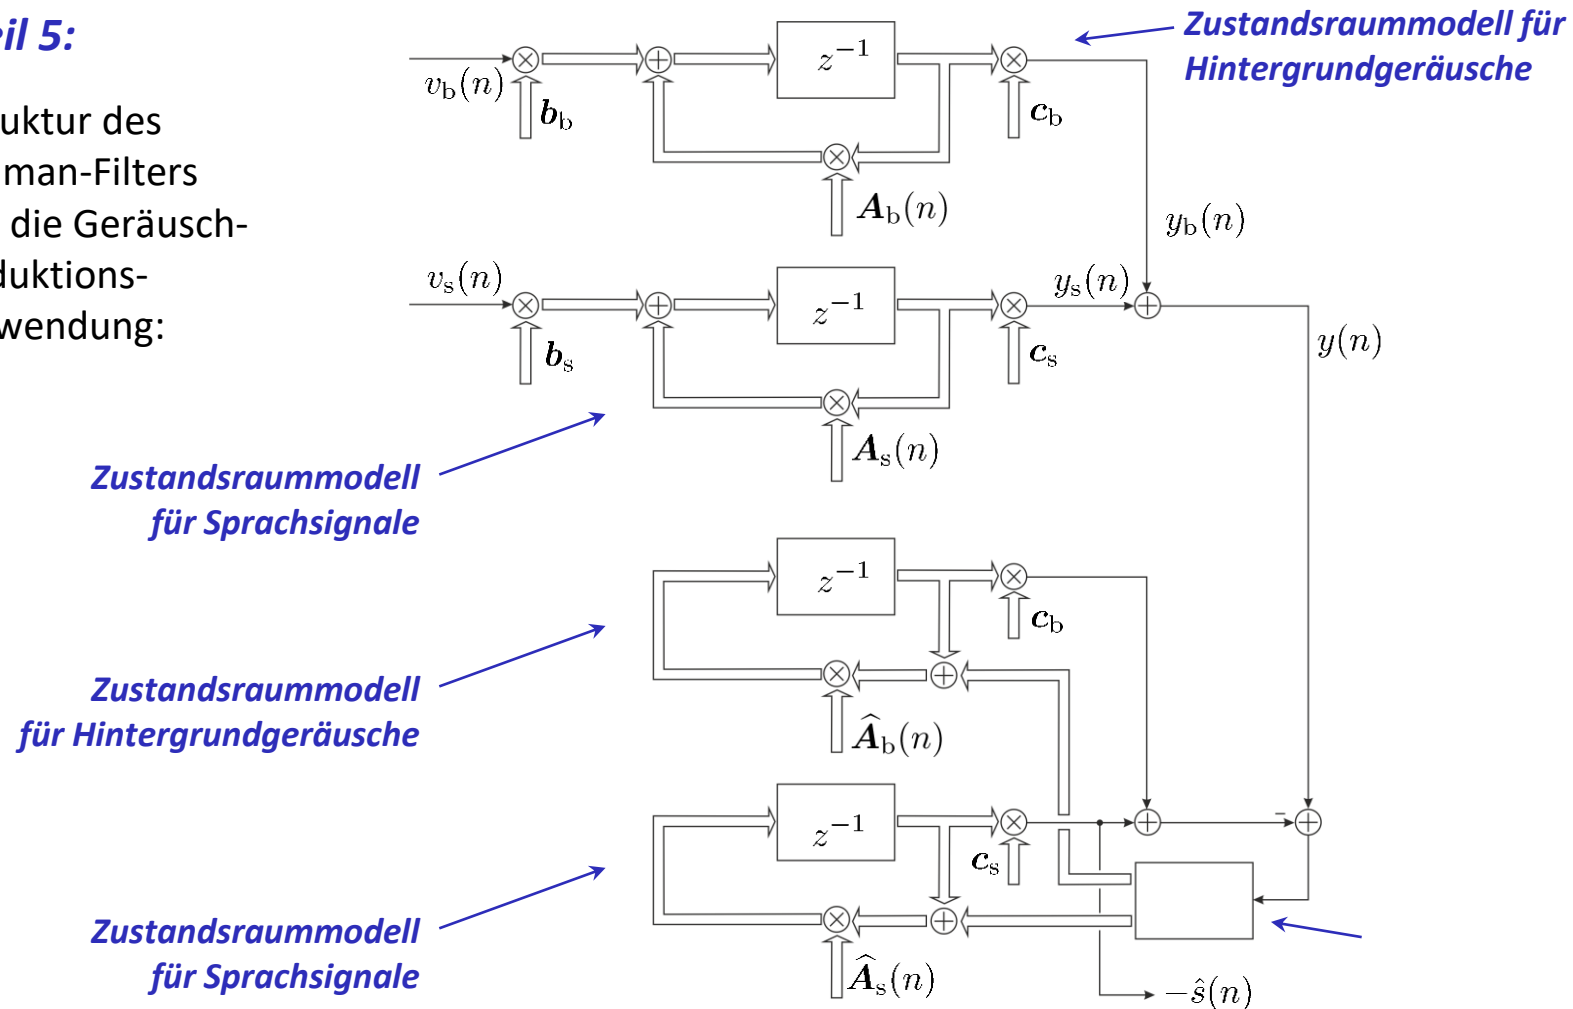 eil 5:
uktur des
man-Filters
die Geräusch-
duktions-
wendung:
Zustandsraummodell für
Hintergrundgeräusche
z⁻¹
v_b(n)
b_b
c_b
A_b(n)
y_b(n)
v_s(n)
z⁻¹
y_s(n)
b_s
c_s
y(n)
A_s(n)
Zustandsraummodell
für Sprachsignale
z⁻¹
c_b
Zustandsraummodell
für Hintergrundgeräusche
Â_b(n)
z⁻¹
–
c_s
Zustandsraummodell
für Sprachsignale
Â_s(n)
−ŝ(n)